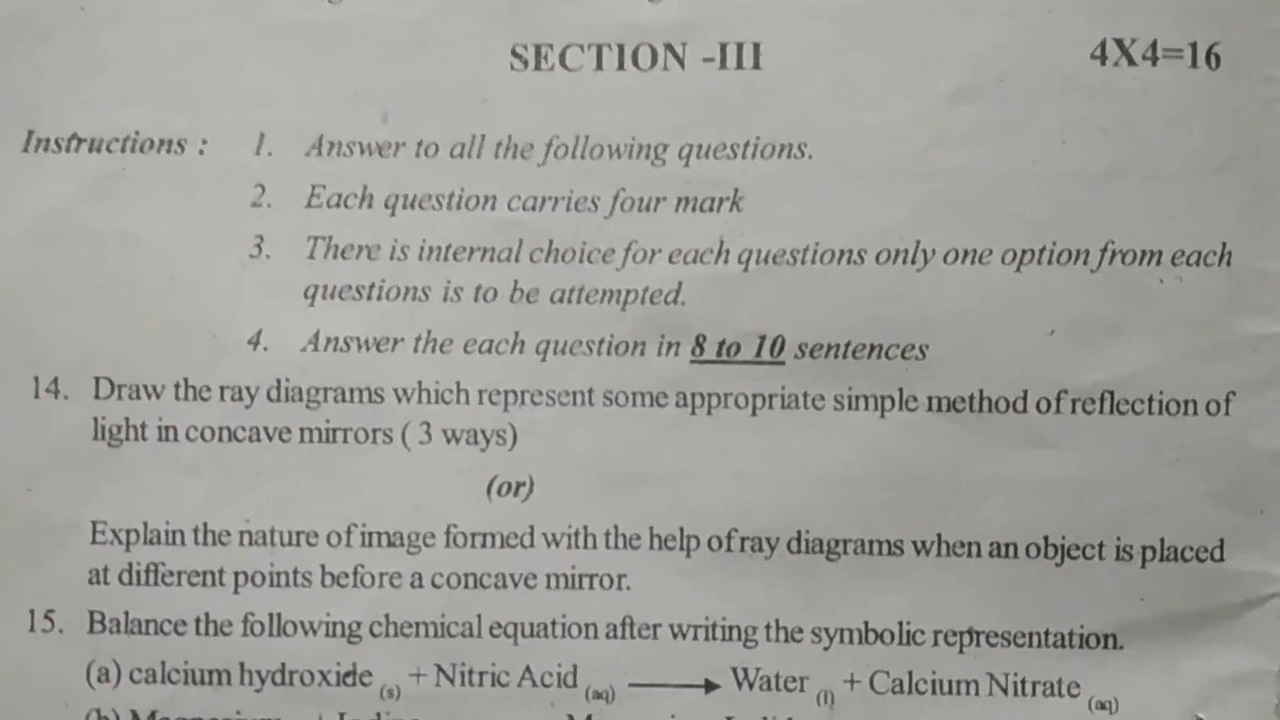 SECTION -III 4X4=16
Instructions : 1. Answer to all the following questions.
2. Each question carries four mark
3. There is internal choice for each questions only one option from each
questions is to be attempted.
4. Answer the each question in 8 to 10 sentences
14. Draw the ray diagrams which represent some appropriate simple method of reflection of
light in concave mirrors ( 3 ways)
(or)
Explain the nature of image formed with the help of ray diagrams when an object is placed
at different points before a concave mirror.
15. Balance the following chemical equation after writing the symbolic representation.
(a) calcium hydroxide (s) + Nitric Acid (aq) ⟶ Water (l) + Calcium Nitrate (aq)